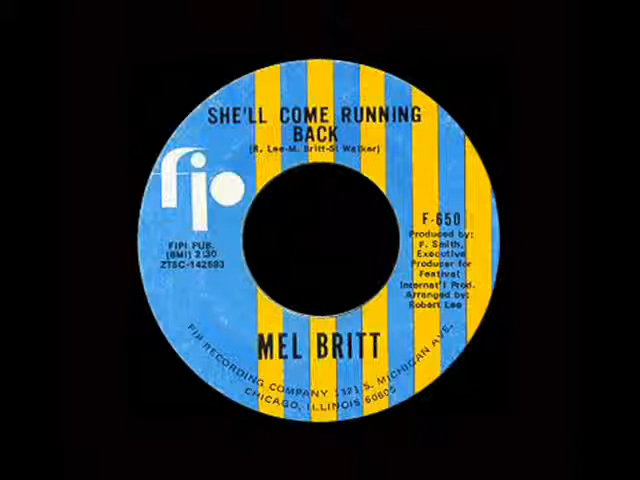 SHE'LL COME RUNNING
BACK
(R. Lee-M. Britt-St Walker)
fip
F-650
Produced by:
F. Smith,
Executive
Producer for
Festival
Internat'l Prod.
Arranged by:
Robert Lee
FIPI PUB.
(BMI) 2:30
ZTSC-142693
MEL BRITT
FIP RECORDING COMPANY 1321 S. MICHIGAN AVE.
CHICAGO, ILLINOIS 60605